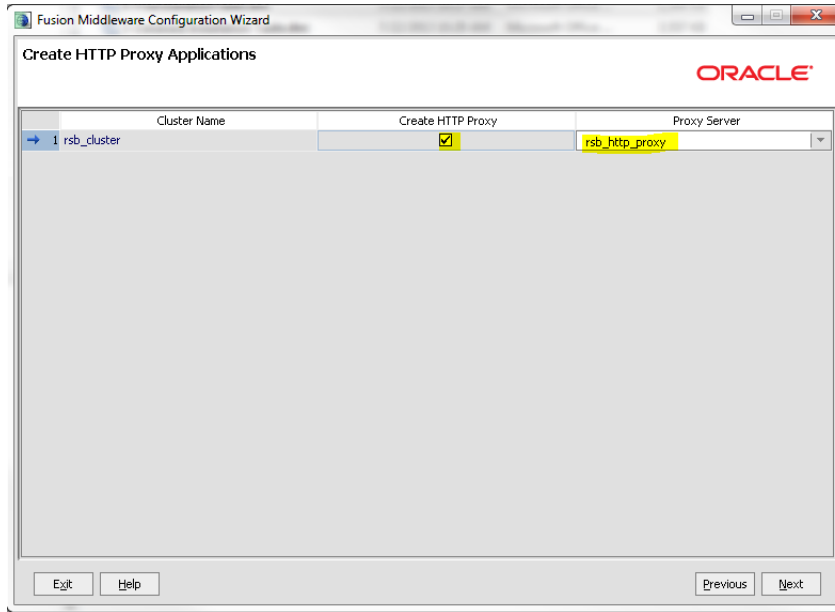 Fusion Middleware Configuration Wizard
Create HTTP Proxy Applications
ORACLE
Cluster Name Create HTTP Proxy Proxy Server
1 rsb_cluster rsb_http_proxy
Exit Help Previous Next